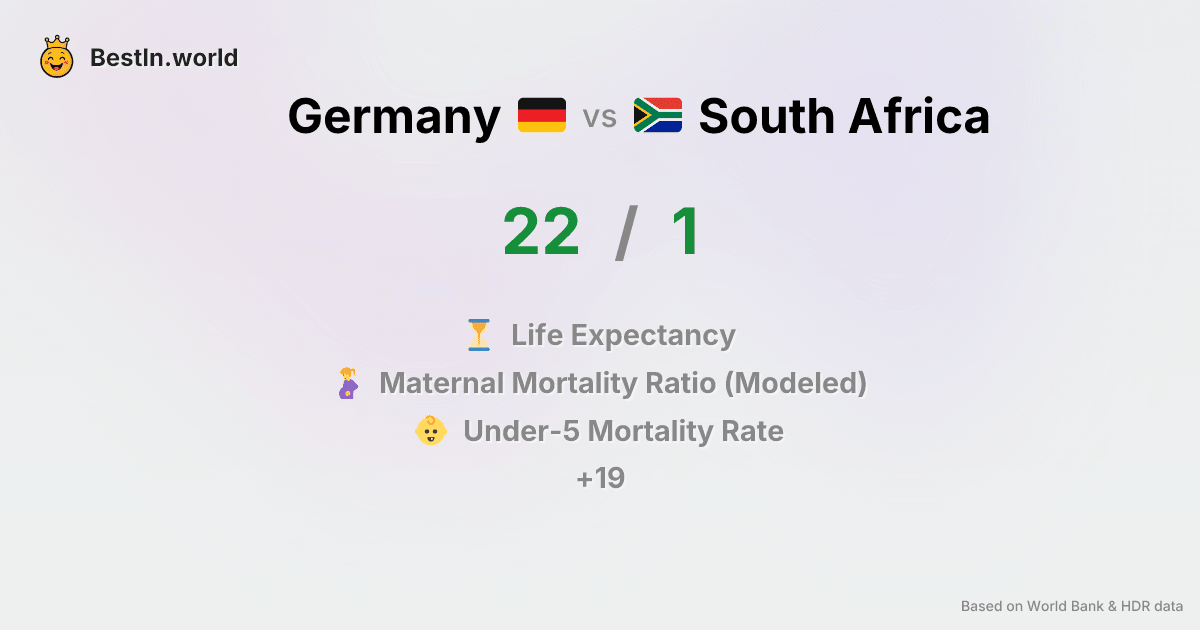 BestIn.world
Germany vs South Africa
22 / 1
Life Expectancy
Maternal Mortality Ratio (Modeled)
Under-5 Mortality Rate
+19
Based on World Bank & HDR data